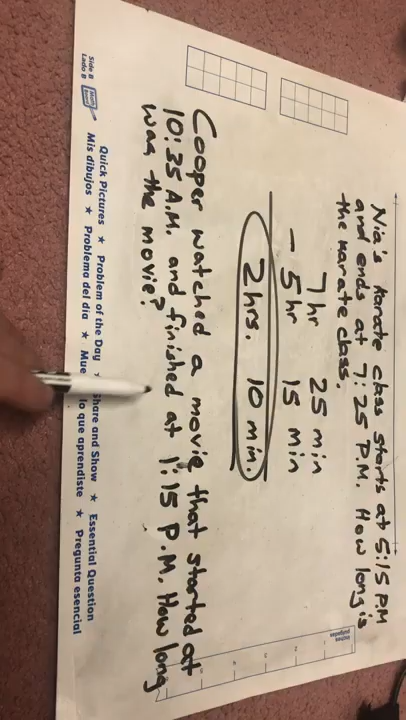 Nia's karate class starts at 5:15 P.M
and ends at 7:25 P.M. How long is
the karate class.
7 hr 25 min
- 5 hr 15 min
2 hrs. 10 min.
Cooper watched a movie that started at
10:35 A.M. and finished at 1:15 P.M. How long
was the movie?
Side B
Lado B
Quick Pictures ★ Problem of the Day ★ Share and Show ★ Essential Question
Mis dibujos ★ Problema del día ★ Mue lo que aprendiste ★ Pregunta esencial